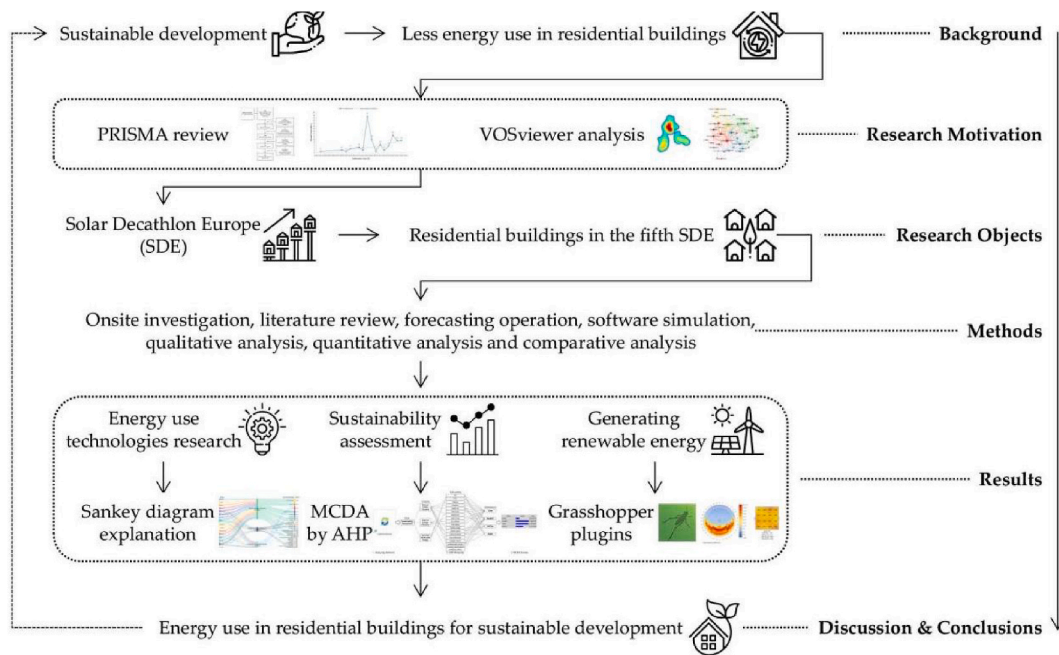 Sustainable development
Less energy use in residential buildings
Background
PRISMA review
VOSviewer analysis
Research Motivation
Solar Decathlon Europe
(SDE)
Residential buildings in the fifth SDE
Research Objects
Onsite investigation, literature review, forecasting operation, software simulation,
qualitative analysis, quantitative analysis and comparative analysis
Methods
Energy use
technologies research
Sustainability
assessment
Generating
renewable energy
Results
Sankey diagram
explanation
MCDA
by AHP
Grasshopper
plugins
Energy use in residential buildings for sustainable development
Discussion & Conclusions